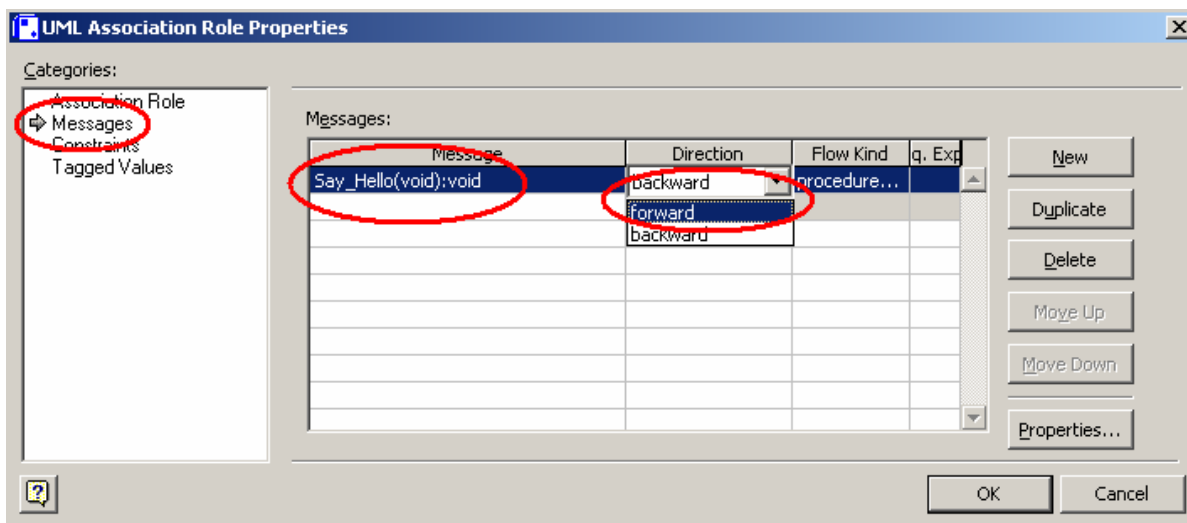 UML Association Role Properties
Categories:
Association Role
Messages
Constraints
Tagged Values
Messages:
Message Direction Flow Kind q. Exp
Say_Hello(void):void backward procedure...
forward
backward
New
Duplicate
Delete
Move Up
Move Down
Properties...
OK Cancel